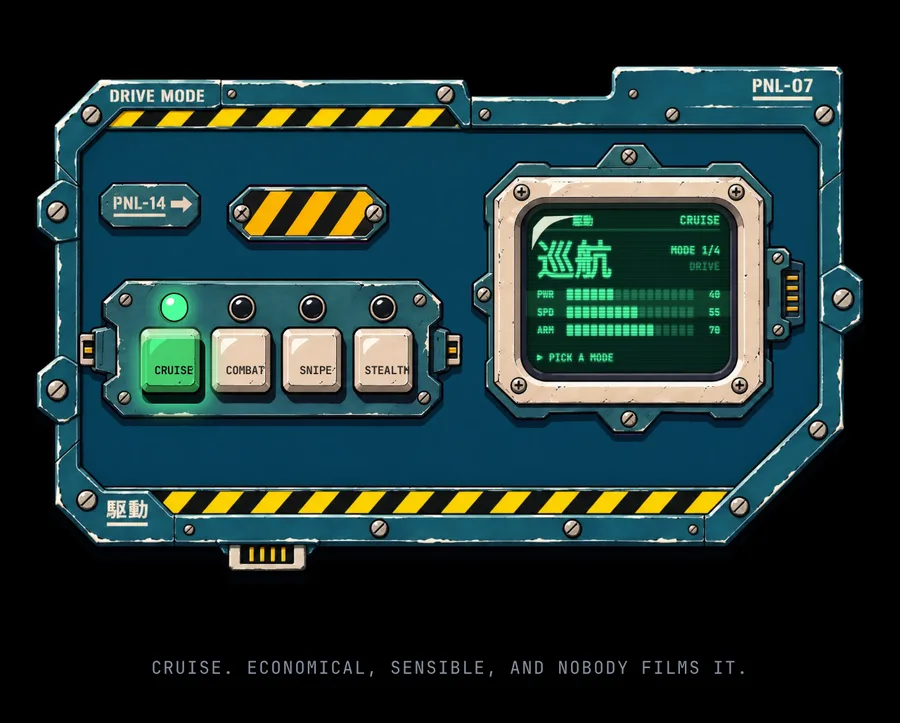 DRIVE MODE
PNL-07
PNL-14
駆動 CRUISE
巡航
MODE 1/4
DRIVE
PWR 40
SPD 55
ARM 70
▶ PICK A MODE
CRUISE COMBAT SNIPE STEALTH
駆動
CRUISE. ECONOMICAL, SENSIBLE, AND NOBODY FILMS IT.